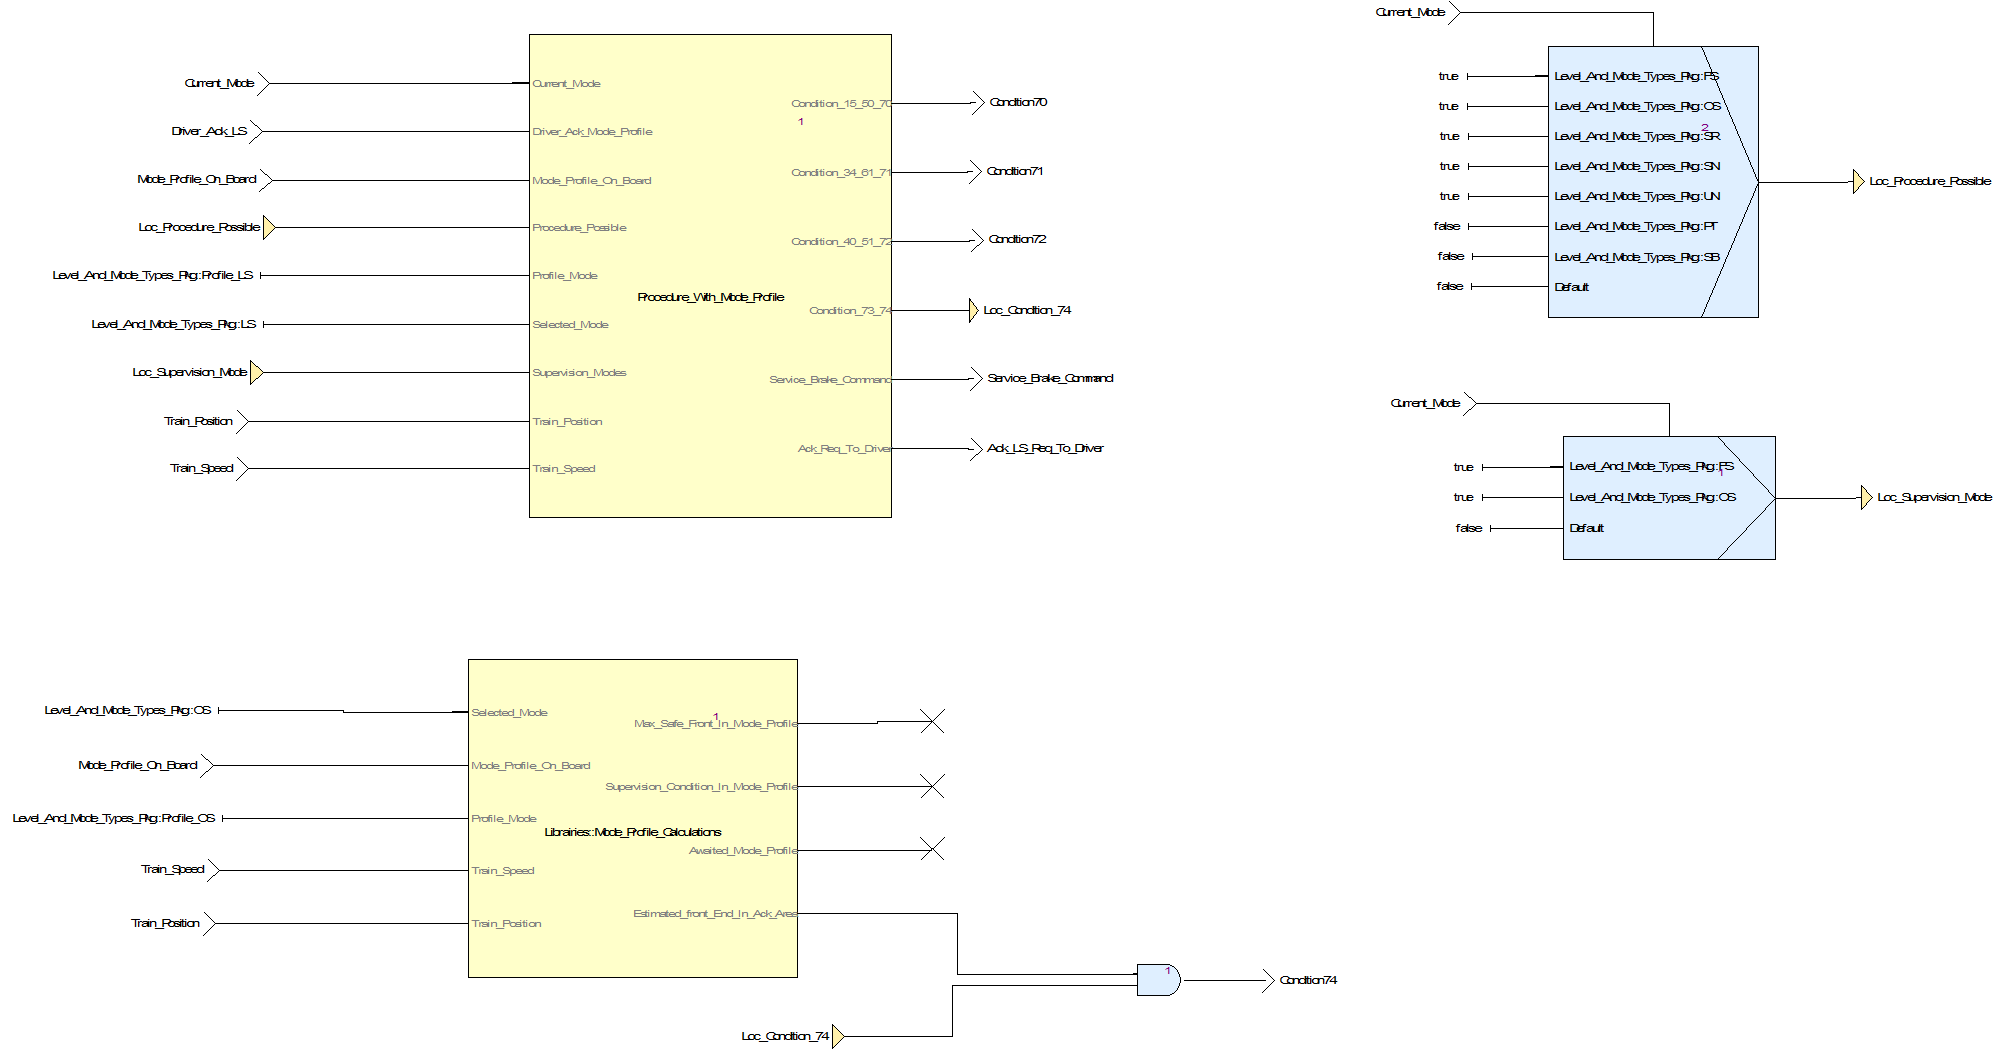 Current_Mode
Driver_Ack_LS
Mode_Profile_On_Board
Loc_Procedure_Possible
Level_And_Mode_Types_Pkg::Profile_LS
Level_And_Mode_Types_Pkg::LS
Loc_Supervision_Mode
Train_Position
Train_Speed
Current_Mode
Driver_Ack_Mode_Profile
Mode_Profile_On_Board
Procedure_Possible
Profile_Mode
Selected_Mode
Supervision_Modes
Train_Position
Train_Speed
1
Procedure_With_Mode_Profile
Condition_15_50_70
Condition_34_61_71
Condition_40_51_72
Condition_73_74
Service_Brake_Command
Ack_Req_To_Driver
Condition70
Condition71
Condition72
Loc_Condition_74
Service_Brake_Command
Ack_LS_Req_To_Driver
Current_Mode
true
true
true
true
true
false
false
false
Level_And_Mode_Types_Pkg::FS
Level_And_Mode_Types_Pkg::OS
2
Level_And_Mode_Types_Pkg::SR
Level_And_Mode_Types_Pkg::SN
Level_And_Mode_Types_Pkg::UN
Level_And_Mode_Types_Pkg::PT
Level_And_Mode_Types_Pkg::SB
Default
Loc_Procedure_Possible
Current_Mode
true
true
false
Level_And_Mode_Types_Pkg::FS
1
Level_And_Mode_Types_Pkg::OS
Default
Loc_Supervision_Mode
Level_And_Mode_Types_Pkg::OS
Mode_Profile_On_Board
Level_And_Mode_Types_Pkg::Profile_OS
Train_Speed
Train_Position
Selected_Mode
Mode_Profile_On_Board
Profile_Mode
Train_Speed
Train_Position
1
Libraries::Mode_Profile_Calculations
Max_Safe_Front_In_Mode_Profile
Supervision_Condition_In_Mode_Profile
Awaited_Mode_Profile
Estimated_front_End_In_Ack_Area
Loc_Condition_74
1
Condition74